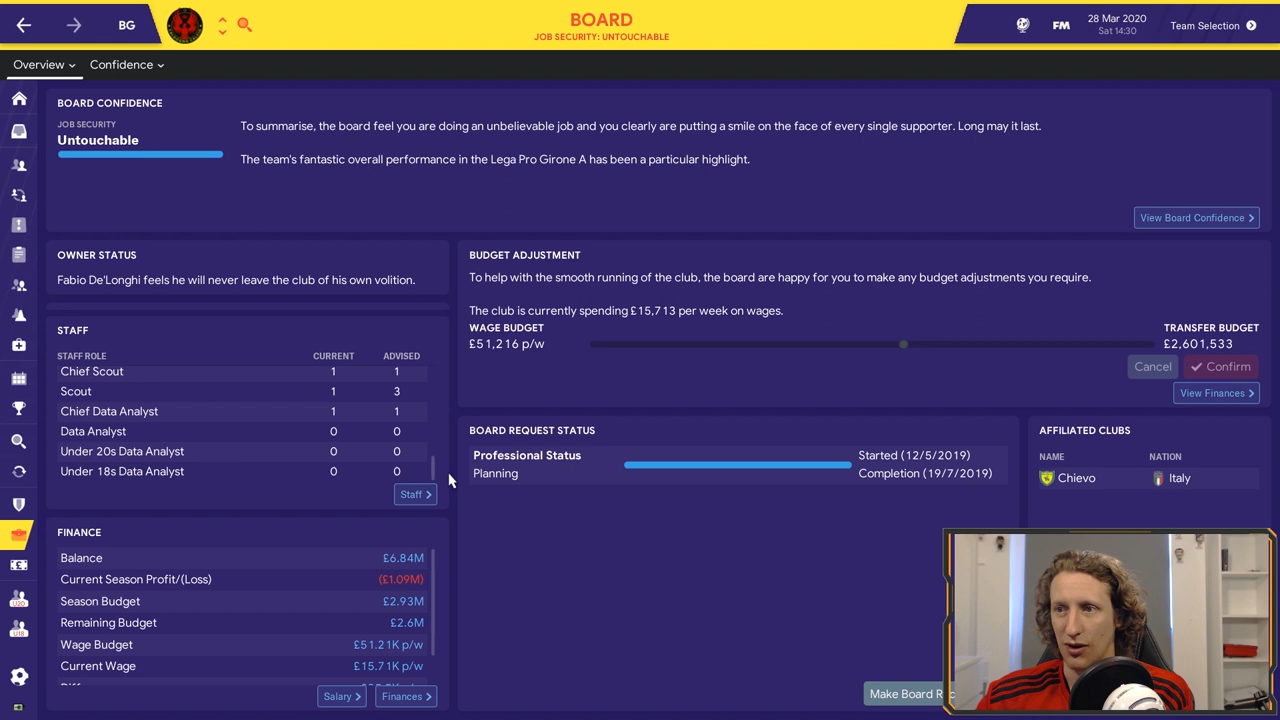 BG
BOARD
JOB SECURITY: UNTOUCHABLE
FM
28 Mar 2020
Sat 14:30
Team Selection
Overview
Confidence
BOARD CONFIDENCE
JOB SECURITY
Untouchable
To summarise, the board feel you are doing an unbelievable job and you clearly are putting a smile on the face of every single supporter. Long may it last.
The team's fantastic overall performance in the Lega Pro Girone A has been a particular highlight.
View Board Confidence
OWNER STATUS
Fabio De'Longhi feels he will never leave the club of his own volition.
STAFF
STAFF ROLE CURRENT ADVISED
Chief Scout 1 1
Scout 1 3
Chief Data Analyst 1 1
Data Analyst 0 0
Under 20s Data Analyst 0 0
Under 18s Data Analyst 0 0
Staff
FINANCE
Balance £6.84M
Current Season Profit/(Loss) (£1.09M)
Season Budget £2.93M
Remaining Budget £2.6M
Wage Budget £51.21K p/w
Current Wage £15.71K p/w
Salary
Finances
BUDGET ADJUSTMENT
To help with the smooth running of the club, the board are happy for you to make any budget adjustments you require.
The club is currently spending £15,713 per week on wages.
WAGE BUDGET TRANSFER BUDGET
£51,216 p/w £2,601,533
Cancel
Confirm
View Finances
BOARD REQUEST STATUS
Professional Status Started (12/5/2019)
Planning Completion (19/7/2019)
Make Board
AFFILIATED CLUBS
NAME NATION
Chievo Italy
U20
U18